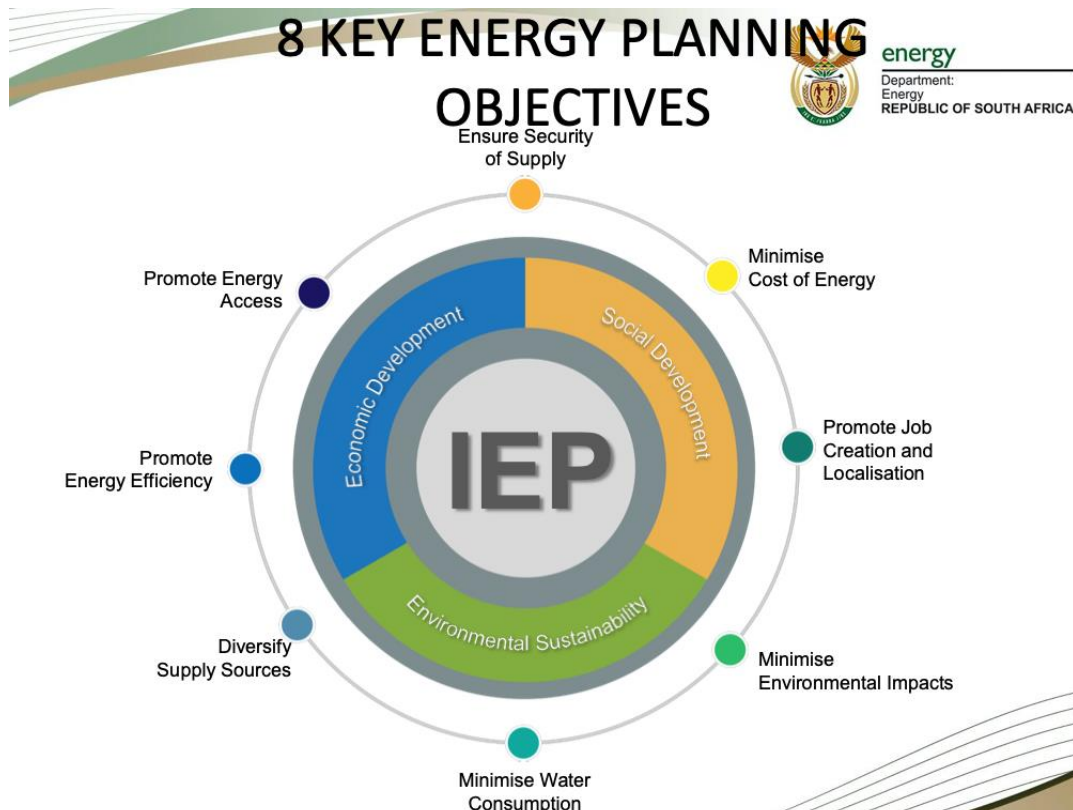 8 KEY ENERGY PLANNING
OBJECTIVES
energy
Department:
Energy
REPUBLIC OF SOUTH AFRICA
Ensure Security
of Supply
Minimise
Cost of Energy
Promote Job
Creation and
Localisation
Minimise
Environmental Impacts
Minimise Water
Consumption
Diversify
Supply Sources
Promote
Energy Efficiency
Promote Energy
Access
Economic Development
Social Development
Environmental Sustainability
IEP